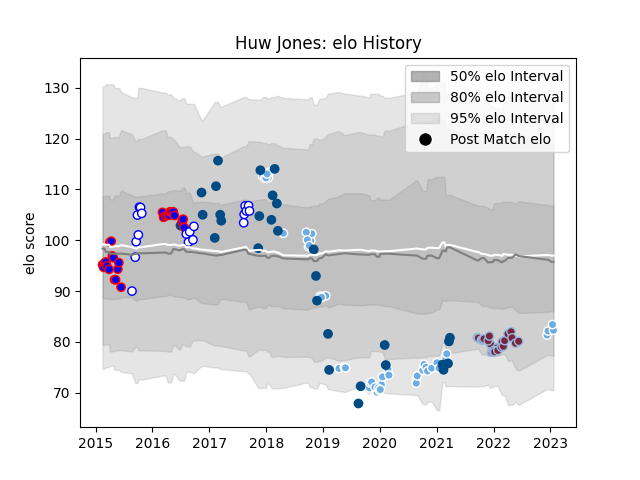 Huw Jones: elo History
50% elo Interval
80% elo Interval
95% elo Interval
Post Match elo
elo score
130
120
110
100
90
80
70
2015 2016 2017 2018 2019 2020 2021 2022 2023